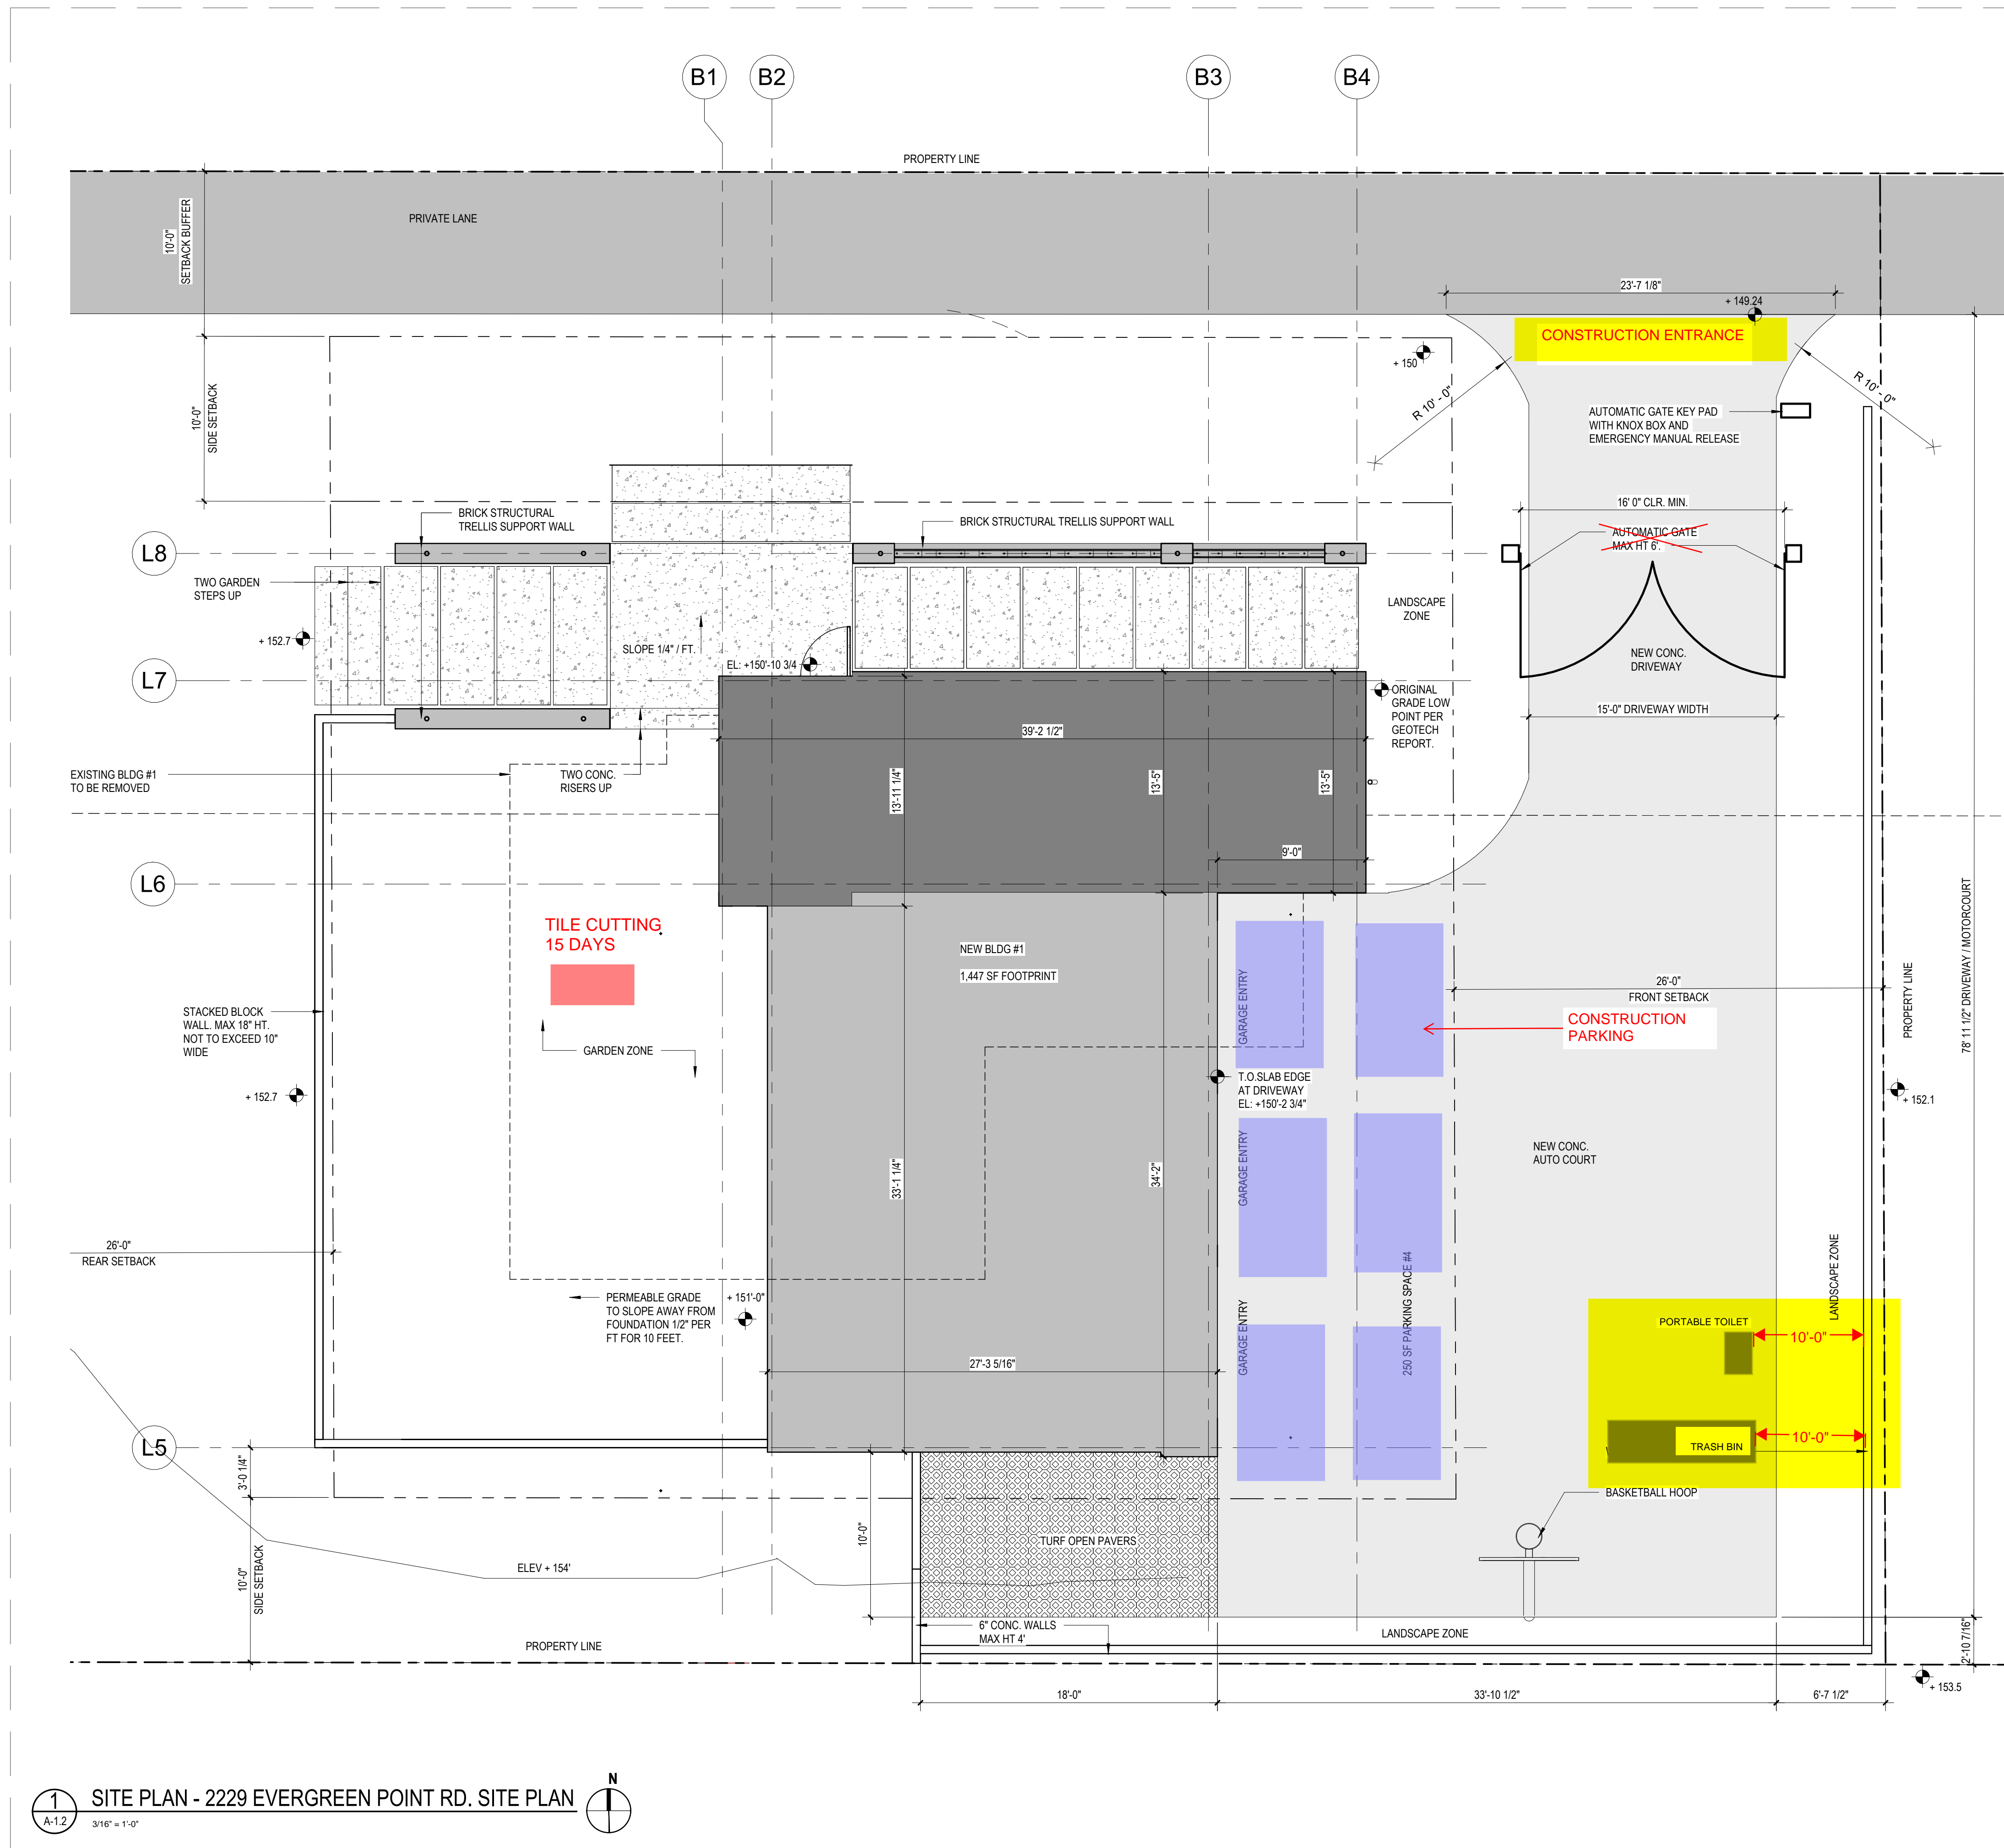 B1
B2
B3
B4
PROPERTY LINE
PRIVATE LANE
10'-0"
SETBACK BUFFER
23'-7 1/8"
+ 149.24
CONSTRUCTION ENTRANCE
+ 150
R 10' - 0"
R 10' - 0"
10'-0"
SIDE SETBACK
AUTOMATIC GATE KEY PAD
WITH KNOX BOX AND
EMERGENCY MANUAL RELEASE
16' 0" CLR. MIN.
BRICK STRUCTURAL
TRELLIS SUPPORT WALL
BRICK STRUCTURAL TRELLIS SUPPORT WALL
AUTOMATIC GATE
MAX HT 6'.
L8
TWO GARDEN
STEPS UP
LANDSCAPE
ZONE
+ 152.7
SLOPE 1/4" / FT.
EL: +150'-10 3/4
NEW CONC.
DRIVEWAY
L7
ORIGINAL
GRADE LOW
POINT PER
GEOTECH
REPORT.
15'-0" DRIVEWAY WIDTH
39'-2 1/2"
EXISTING BLDG #1
TO BE REMOVED
TWO CONC.
RISERS UP
13'-11 1/4"
13'-5"
13'-5"
9'-0"
L6
TILE CUTTING
15 DAYS
NEW BLDG #1
1,447 SF FOOTPRINT
GARAGE ENTRY
26'-0"
FRONT SETBACK
PROPERTY LINE
78' 11 1/2" DRIVEWAY / MOTORCOURT
STACKED BLOCK
WALL. MAX 18" HT.
NOT TO EXCEED 10"
WIDE
GARDEN ZONE
CONSTRUCTION
PARKING
T.O.SLAB EDGE
AT DRIVEWAY
EL: +150'-2 3/4"
+ 152.7
+ 152.1
33'-1 1/4"
34'-2"
GARAGE ENTRY
NEW CONC.
AUTO COURT
26'-0"
REAR SETBACK
250 SF PARKING SPACE #4
LANDSCAPE ZONE
PERMEABLE GRADE
TO SLOPE AWAY FROM
FOUNDATION 1/2" PER
FT FOR 10 FEET.
+ 151'-0"
GARAGE ENTRY
PORTABLE TOILET
10'-0"
27'-3 5/16"
L5
TRASH BIN
10'-0"
3'-0 1/4"
BASKETBALL HOOP
10'-0"
TURF OPEN PAVERS
ELEV + 154'
10'-0"
SIDE SETBACK
6" CONC. WALLS
MAX HT 4'
LANDSCAPE ZONE
PROPERTY LINE
2'-10 7/16"
+ 153.5
18'-0"
33'-10 1/2"
6'-7 1/2"
1
A-1.2
SITE PLAN - 2229 EVERGREEN POINT RD. SITE PLAN
3/16" = 1'-0"
N